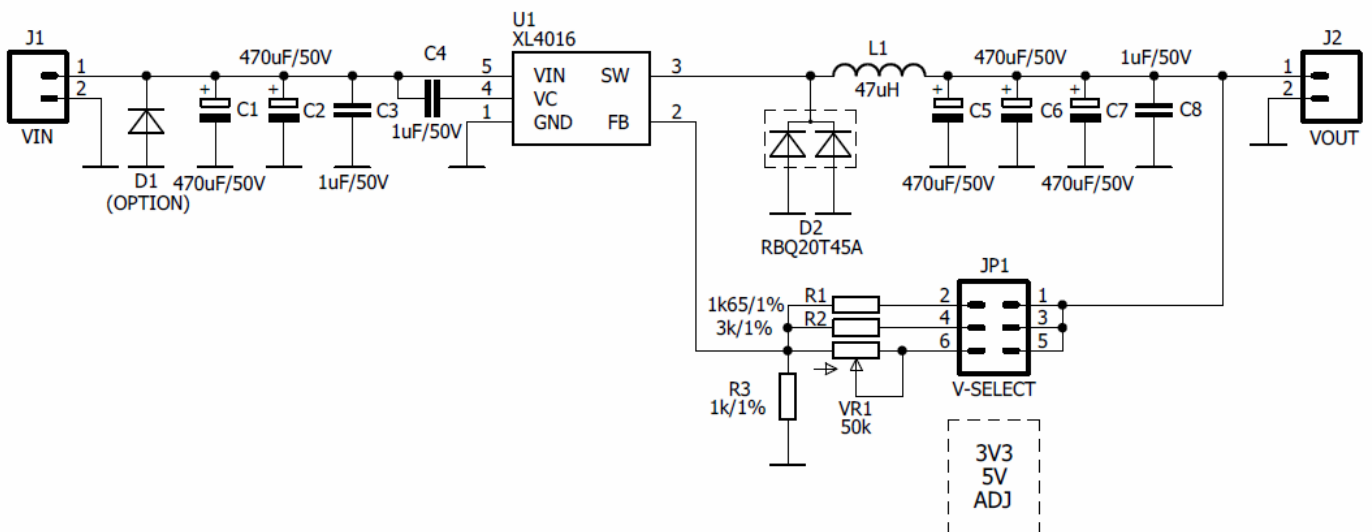 J1
1
2
VIN
D1
(OPTION)
+
C1
470uF/50V
470uF/50V
+
C2
C3
1uF/50V
C4
1uF/50V
U1
XL4016
5
4
1
VIN
VC
GND
SW
FB
3
2
D2
RBQ20T45A
L1
47uH
+
C5
470uF/50V
470uF/50V
+
C6
+
C7
470uF/50V
1uF/50V
C8
J2
1
2
VOUT
1k65/1%
R1
3k/1%
R2
R3
1k/1%
VR1
50k
JP1
2
4
6
1
3
5
V-SELECT
3V3
5V
ADJ